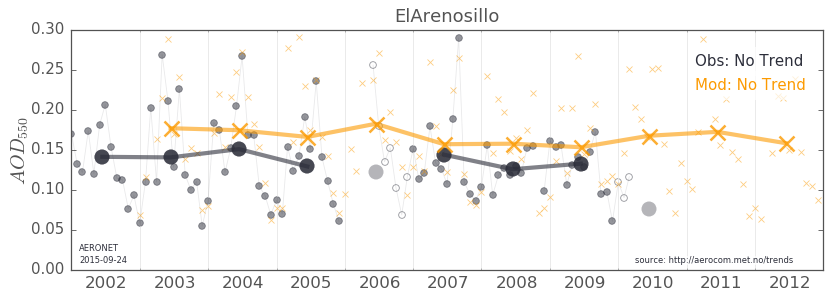 ElArenosillo
0.30
0.25
0.20
0.15
0.10
0.05
0.00
AOD550
Obs: No Trend
Mod: No Trend
AERONET
2015-09-24
source: http://aerocom.met.no/trends
2002 2003 2004 2005 2006 2007 2008 2009 2010 2011 2012